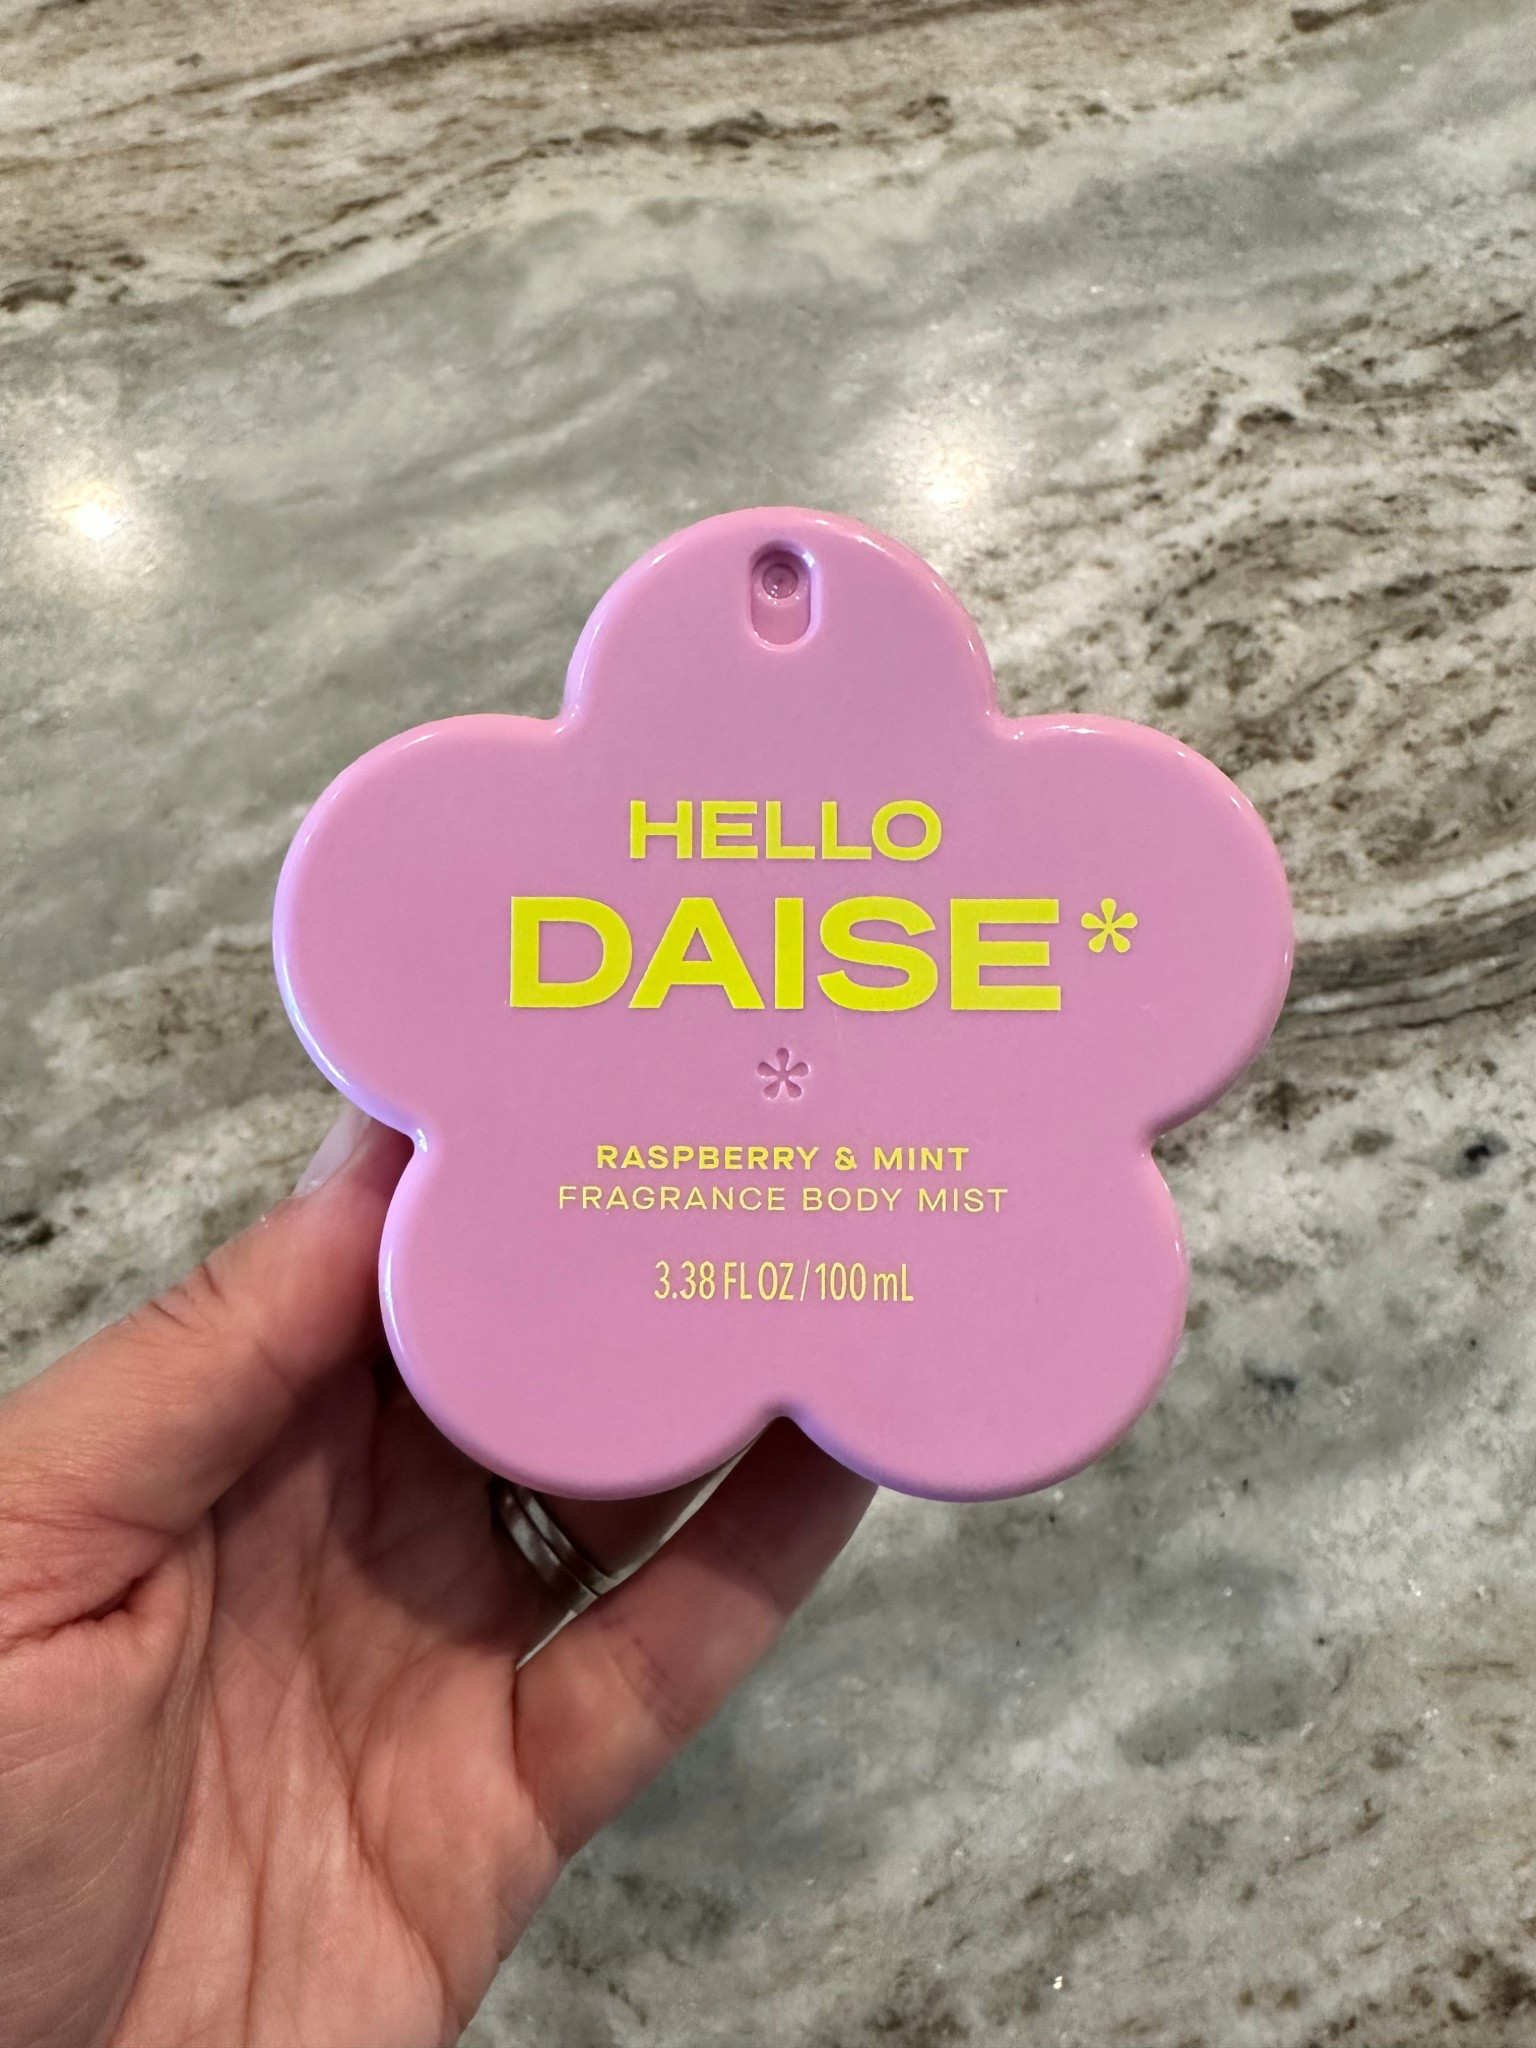 HELLO
DAISE*
*
RASPBERRY & MINT
FRAGRANCE BODY MIST
3.38 FL OZ/100 mL